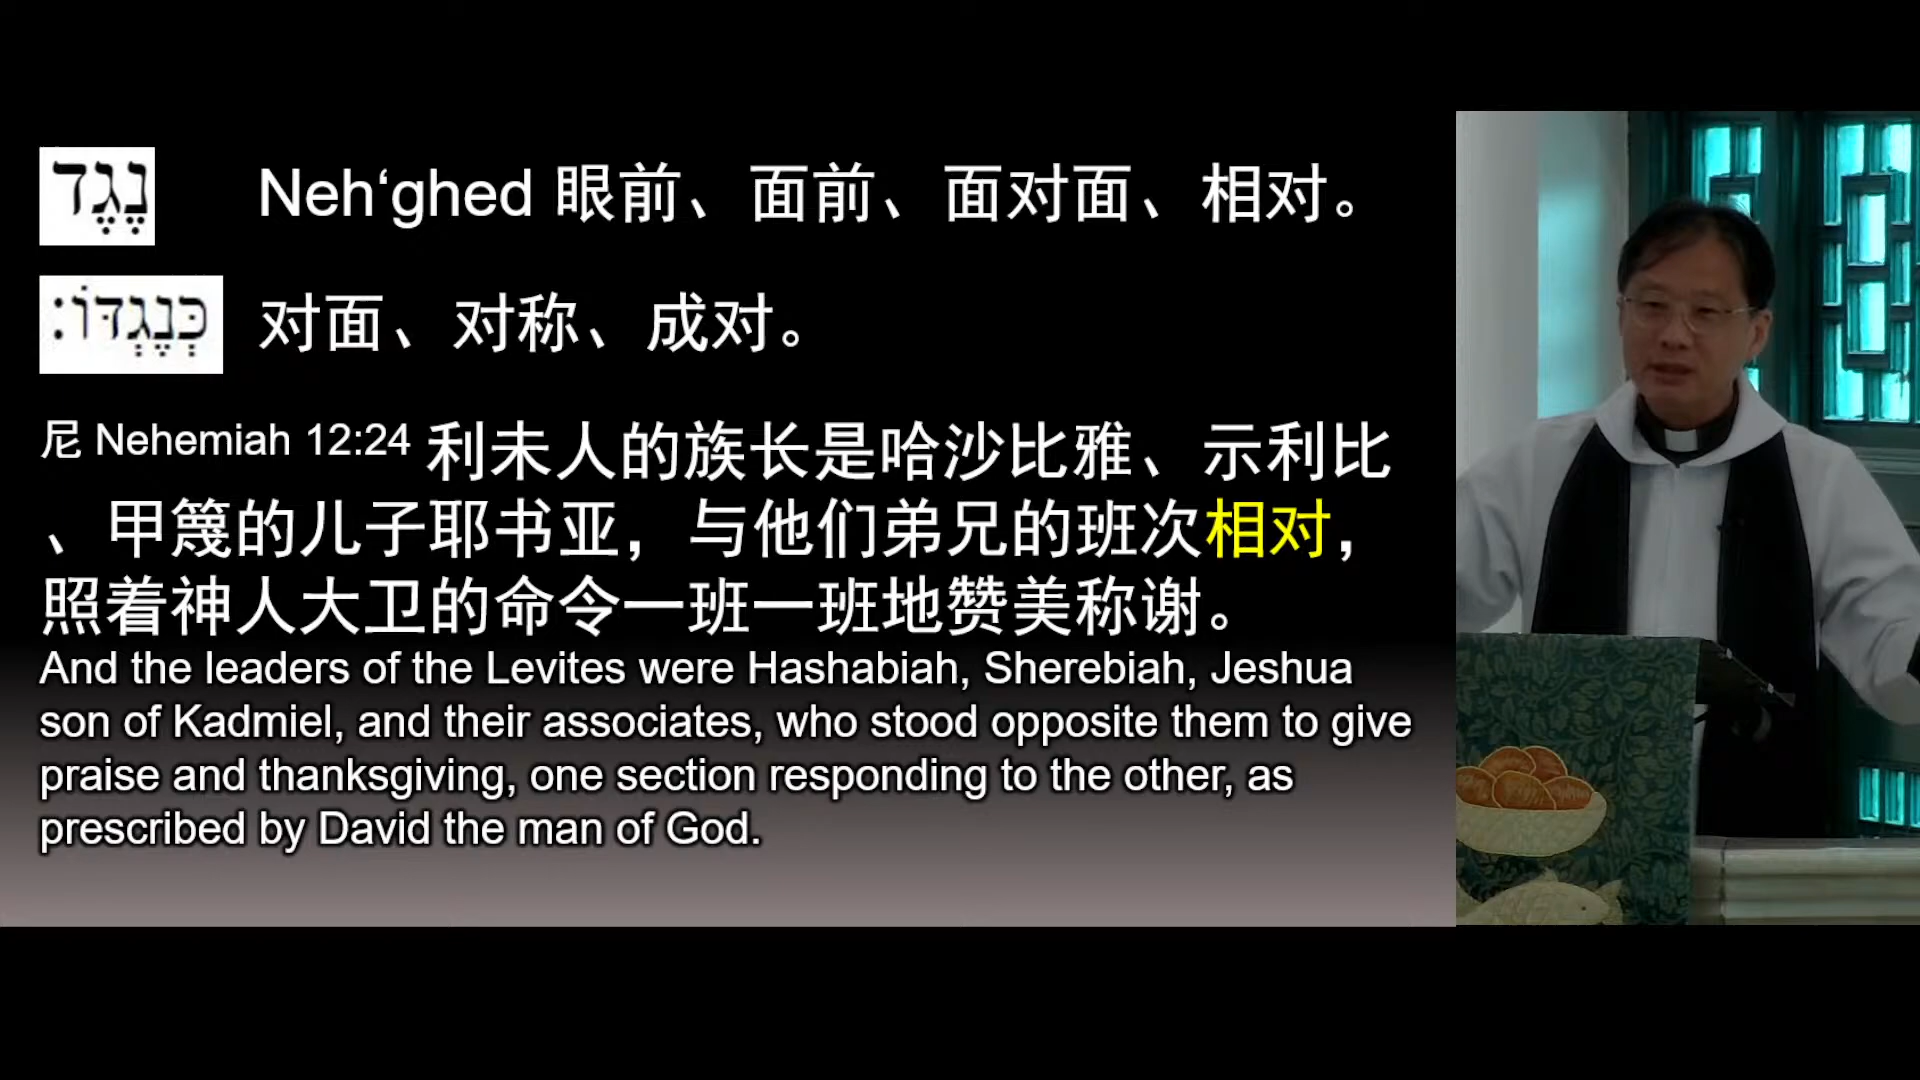 נֶגֶד Neh‘ghed 眼前、面前、面对面、相对。
כְּנֶגְדּוֹ׃ 对面、对称、成对。
尼 Nehemiah 12:24 利未人的族长是哈沙比雅、示利比
、甲篾的儿子耶书亚，与他们弟兄的班次相对，
照着神人大卫的命令一班一班地赞美称谢。
And the leaders of the Levites were Hashabiah, Sherebiah, Jeshua
son of Kadmiel, and their associates, who stood opposite them to give
praise and thanksgiving, one section responding to the other, as
prescribed by David the man of God.